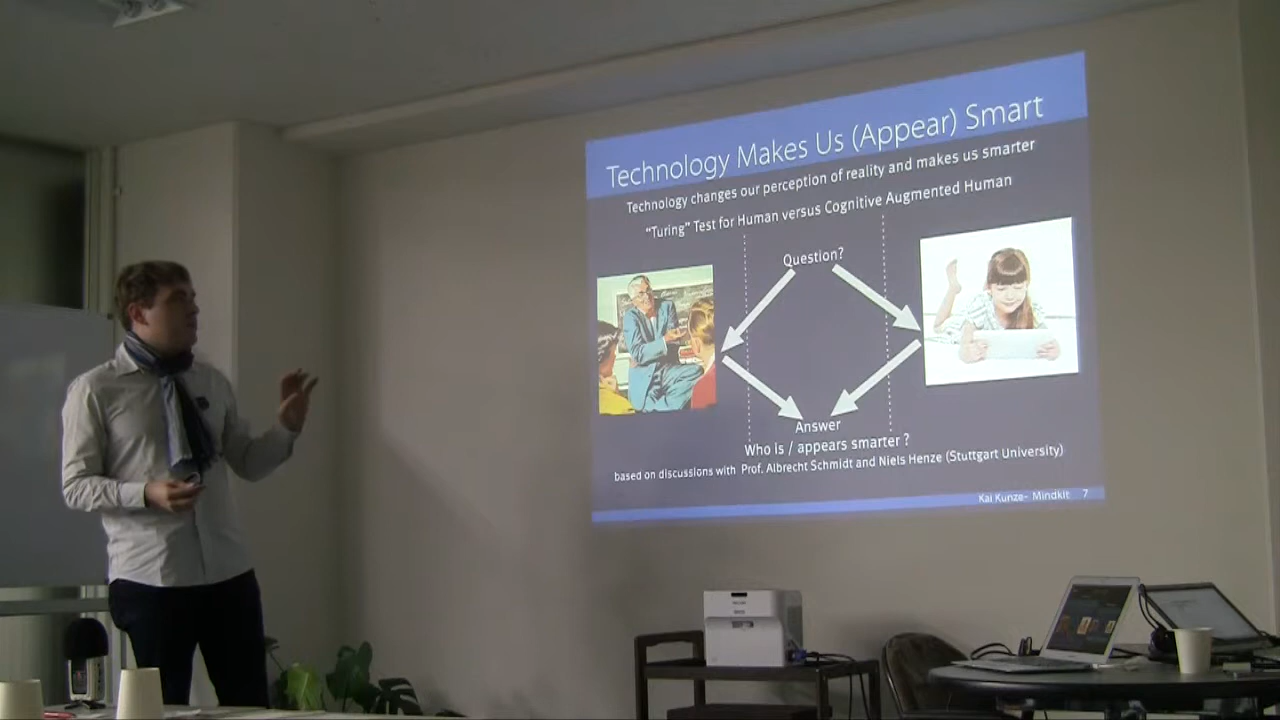 Technology Makes Us (Appear) Smart
Technology changes our perception of reality and makes us smarter
“Turing” Test for Human versus Cognitive Augmented Human
Question?
Answer
Who is / appears smarter ?
based on discussions with Prof. Albrecht Schmidt and Niels Henze (Stuttgart University)
Kai Kunze- Mindkit 7